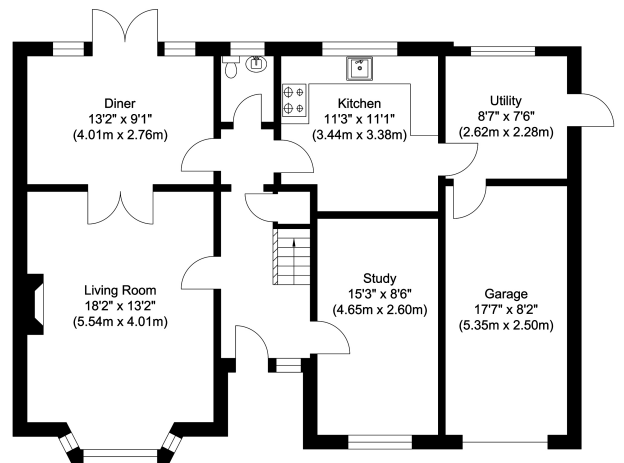 Diner
13'2" x 9'1"
(4.01m x 2.76m)
Kitchen
11'3" x 11'1"
(3.44m x 3.38m)
Utility
8'7" x 7'6"
(2.62m x 2.28m)
Living Room
18'2" x 13'2"
(5.54m x 4.01m)
Study
15'3" x 8'6"
(4.65m x 2.60m)
Garage
17'7" x 8'2"
(5.35m x 2.50m)